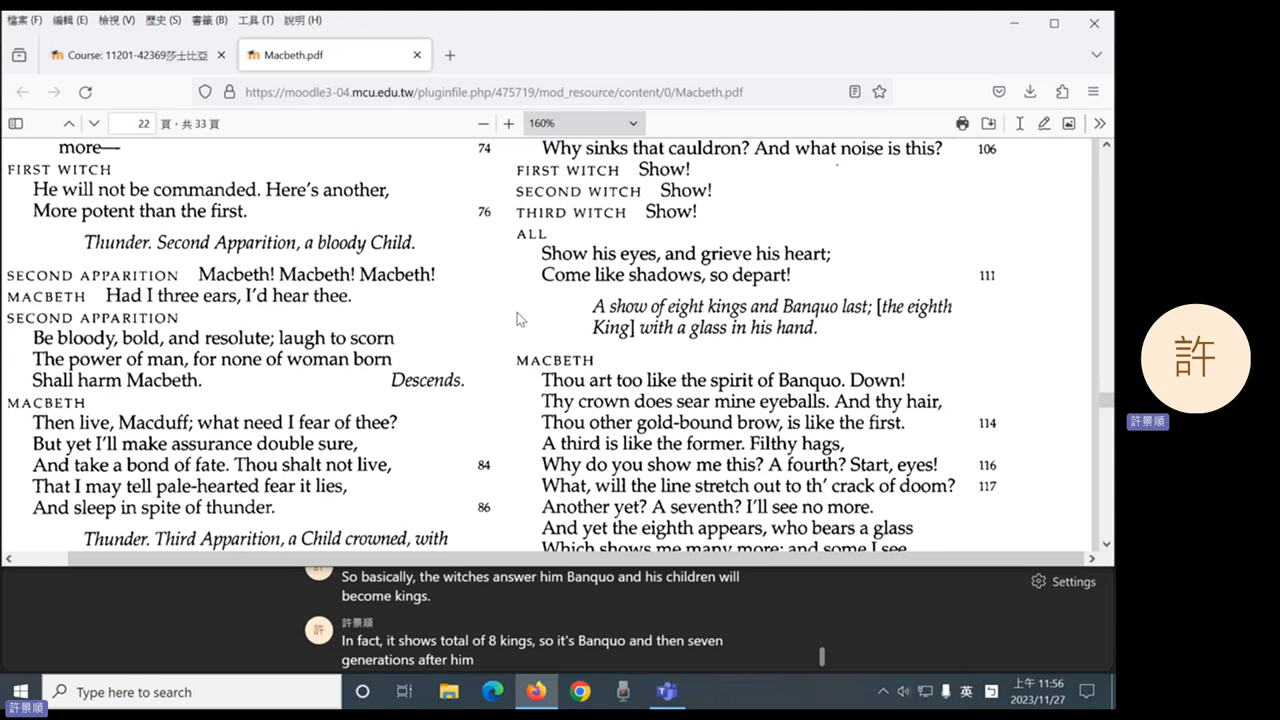 檔案 (F) 編輯 (E) 檢視 (V) 歷史 (S) 書籤 (B) 工具 (T) 說明 (H)
Course: 11201-42369莎士比亞
Macbeth.pdf
https://moodle3-04.mcu.edu.tw/pluginfile.php/475719/mod_resource/content/0/Macbeth.pdf
22 頁，共 33 頁
160%
more—
74
FIRST WITCH
He will not be commanded. Here's another,
More potent than the first.
76
Thunder. Second Apparition, a bloody Child.
SECOND APPARITION Macbeth! Macbeth! Macbeth!
MACBETH Had I three ears, I'd hear thee.
SECOND APPARITION
Be bloody, bold, and resolute; laugh to scorn
The power of man, for none of woman born
Shall harm Macbeth. Descends.
MACBETH
Then live, Macduff; what need I fear of thee?
But yet I'll make assurance double sure,
And take a bond of fate. Thou shalt not live,
84
That I may tell pale-hearted fear it lies,
And sleep in spite of thunder.
86
Thunder. Third Apparition, a Child crowned, with
Why sinks that cauldron? And what noise is this?
106
FIRST WITCH Show!
SECOND WITCH Show!
THIRD WITCH Show!
ALL
Show his eyes, and grieve his heart;
Come like shadows, so depart!
111
A show of eight kings and Banquo last; [the eighth
King] with a glass in his hand.
MACBETH
Thou art too like the spirit of Banquo. Down!
Thy crown does sear mine eyeballs. And thy hair,
Thou other gold-bound brow, is like the first.
114
A third is like the former. Filthy hags,
Why do you show me this? A fourth? Start, eyes!
116
What, will the line stretch out to th' crack of doom?
117
Another yet? A seventh? I'll see no more.
And yet the eighth appears, who bears a glass
Which shows me many more; and some I see
許
許景順
許
So basically, the witches answer him Banquo and his children will
become kings.
Settings
許
許景順
In fact, it shows total of 8 kings, so it's Banquo and then seven
generations after him
Type here to search
英
上午 11:56
2023/11/27
許景順